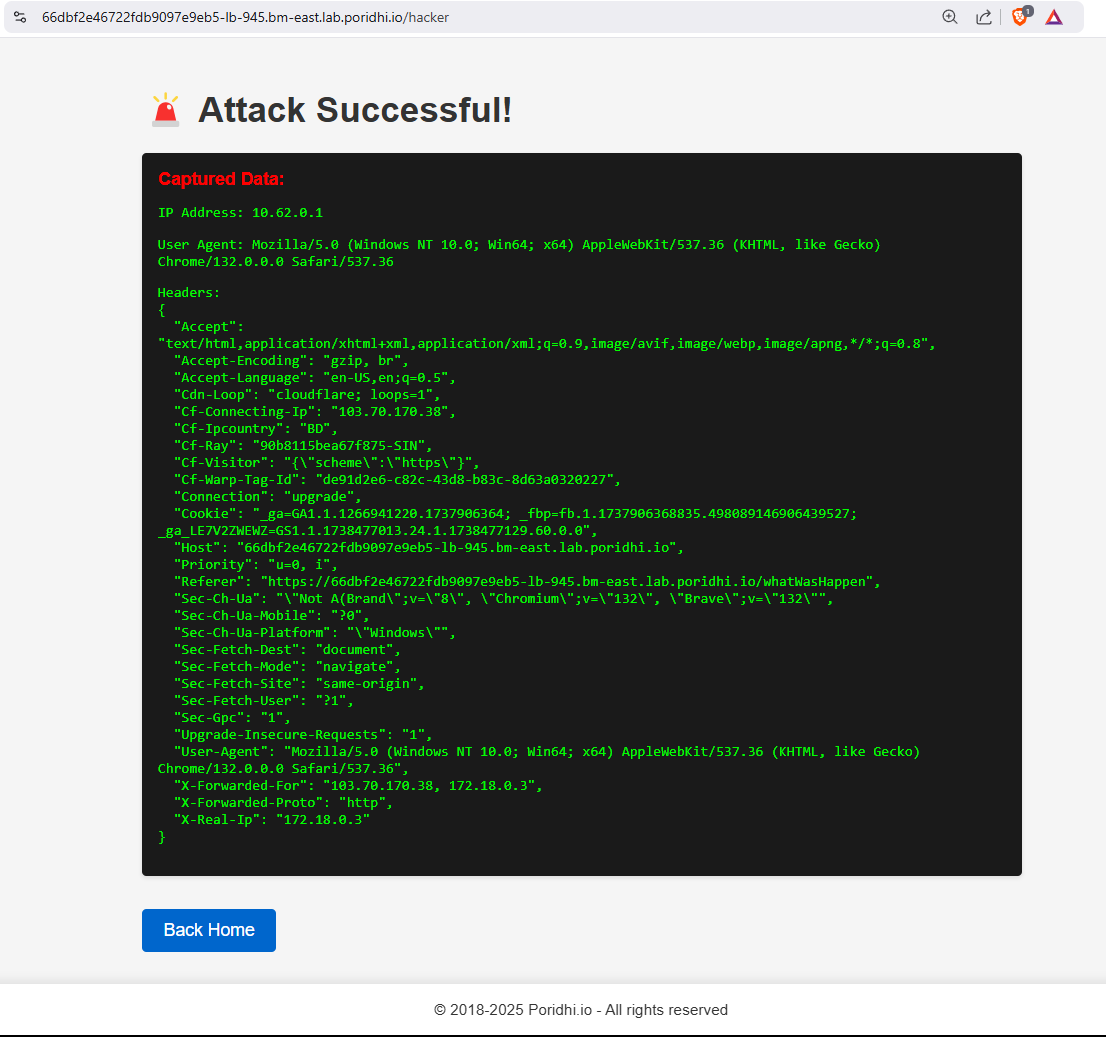 66dbf2e46722fdb9097e9eb5-lb-945.bm-east.lab.poridhi.io/hacker
1
Attack Successful!
Captured Data:
IP Address: 10.62.0.1
User Agent: Mozilla/5.0 (Windows NT 10.0; Win64; x64) AppleWebKit/537.36 (KHTML, like Gecko)
Chrome/132.0.0.0 Safari/537.36
Headers:
{
  "Accept":
"text/html,application/xhtml+xml,application/xml;q=0.9,image/avif,image/webp,image/apng,*/*;q=0.8",
  "Accept-Encoding": "gzip, br",
  "Accept-Language": "en-US,en;q=0.5",
  "Cdn-Loop": "cloudflare; loops=1",
  "Cf-Connecting-Ip": "103.70.170.38",
  "Cf-Ipcountry": "BD",
  "Cf-Ray": "90b8115bea67f875-SIN",
  "Cf-Visitor": "{\"scheme\":\"https\"}",
  "Cf-Warp-Tag-Id": "de91d2e6-c82c-43d8-b83c-8d63a0320227",
  "Connection": "upgrade",
  "Cookie": "_ga=GA1.1.1266941220.1737906364; _fbp=fb.1.1737906368835.498089146906439527;
_ga_LE7V2ZWEWZ=GS1.1.1738477013.24.1.1738477129.60.0.0",
  "Host": "66dbf2e46722fdb9097e9eb5-lb-945.bm-east.lab.poridhi.io",
  "Priority": "u=0, i",
  "Referer": "https://66dbf2e46722fdb9097e9eb5-lb-945.bm-east.lab.poridhi.io/whatWasHappen",
  "Sec-Ch-Ua": "\"Not A(Brand\";v=\"8\", \"Chromium\";v=\"132\", \"Brave\";v=\"132\"",
  "Sec-Ch-Ua-Mobile": "?0",
  "Sec-Ch-Ua-Platform": "\"Windows\"",
  "Sec-Fetch-Dest": "document",
  "Sec-Fetch-Mode": "navigate",
  "Sec-Fetch-Site": "same-origin",
  "Sec-Fetch-User": "?1",
  "Sec-Gpc": "1",
  "Upgrade-Insecure-Requests": "1",
  "User-Agent": "Mozilla/5.0 (Windows NT 10.0; Win64; x64) AppleWebKit/537.36 (KHTML, like Gecko)
Chrome/132.0.0.0 Safari/537.36",
  "X-Forwarded-For": "103.70.170.38, 172.18.0.3",
  "X-Forwarded-Proto": "http",
  "X-Real-Ip": "172.18.0.3"
}
Back Home
© 2018-2025 Poridhi.io - All rights reserved